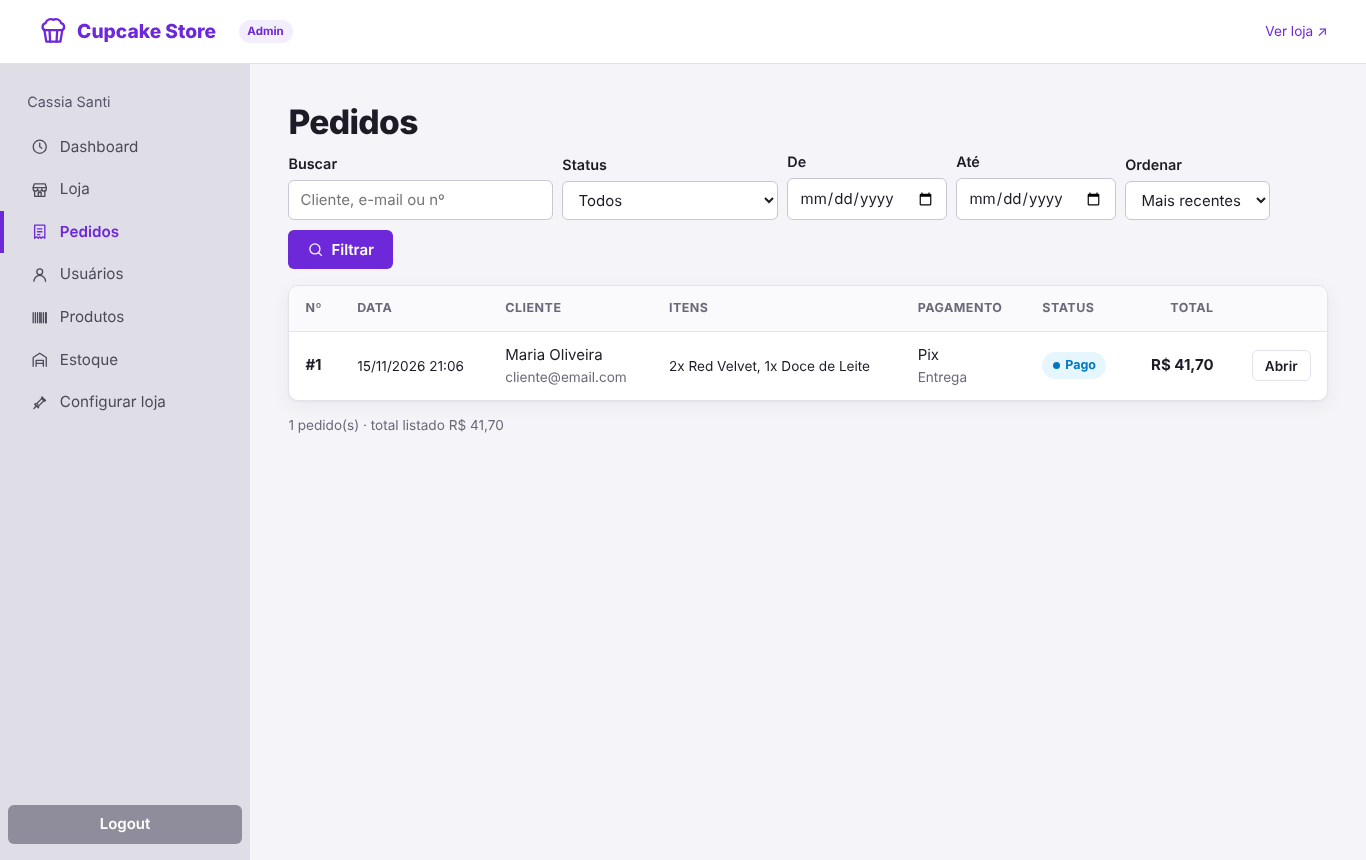 Cupcake Store Admin Ver loja ↗
Cassia Santi
Dashboard
Loja
Pedidos
Usuários
Produtos
Estoque
Configurar loja
Logout
Pedidos
Buscar Status De Até Ordenar
Cliente, e-mail ou nº Todos mm/dd/yyyy mm/dd/yyyy Mais recentes
Filtrar
Nº DATA CLIENTE ITENS PAGAMENTO STATUS TOTAL
#1 15/11/2026 21:06 Maria Oliveira 2x Red Velvet, 1x Doce de Leite Pix Pago R$ 41,70 Abrir
cliente@email.com Entrega
1 pedido(s) · total listado R$ 41,70